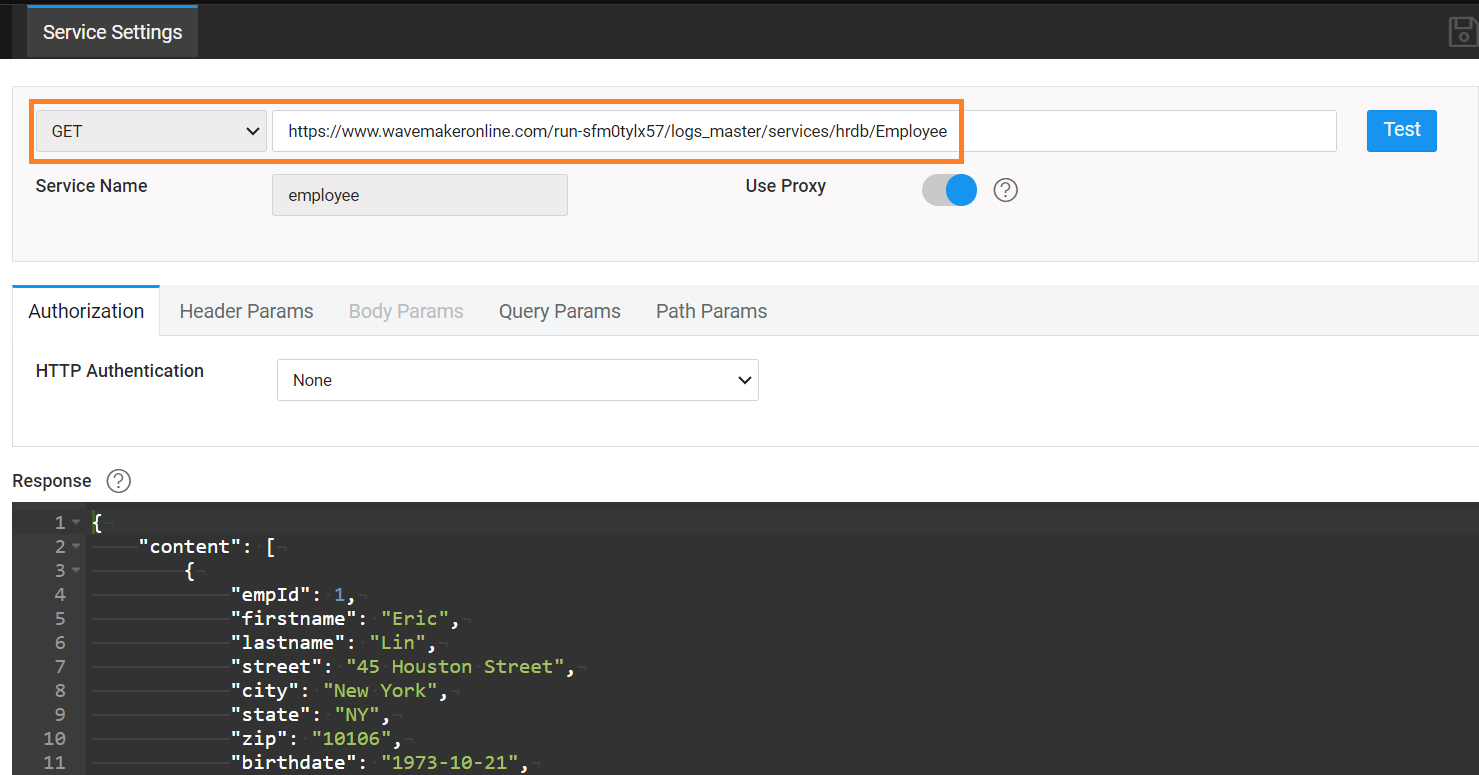 Service Settings
GET https://www.wavemakeronline.com/run-sfm0tylx57/logs_master/services/hrdb/Employee Test
Service Name employee Use Proxy ?
Authorization Header Params Body Params Query Params Path Params
HTTP Authentication None
Response ?
1 {
2 "content": [
3 {
4 "empId": 1,
5 "firstname": "Eric",
6 "lastname": "Lin",
7 "street": "45 Houston Street",
8 "city": "New York",
9 "state": "NY",
10 "zip": "10106",
11 "birthdate": "1973-10-21",